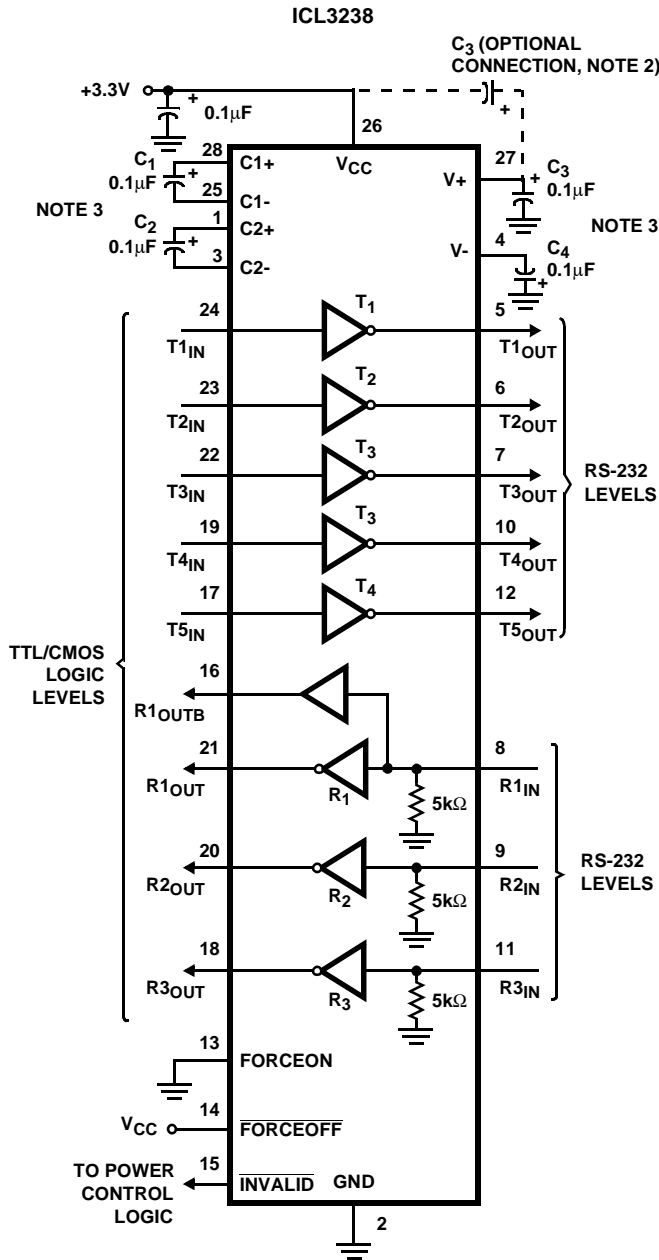 ICL3238
C3 (OPTIONAL
CONNECTION, NOTE 2)
+3.3V
+
0.1μF
+
26
28
C1+
VCC
27
V+
C1
0.1μF
+
25
C1-
+
C3
0.1μF
NOTE 3
1
C2+
NOTE 3
C2
0.1μF
+
3
C2-
4
V-
C4
0.1μF
+
24
T1
5
T1IN
T1OUT
23
T2
6
T2IN
T2OUT
22
T3
7
T3IN
T3OUT
RS-232
LEVELS
19
T3
10
T4IN
T4OUT
17
T4
12
T5IN
T5OUT
TTL/CMOS
LOGIC
LEVELS
16
R1OUTB
21
8
R1OUT
R1
5kΩ
R1IN
20
9
R2OUT
R2
5kΩ
R2IN
RS-232
LEVELS
18
11
R3OUT
R3
5kΩ
R3IN
13
FORCEON
14
VCC
FORCEOFF
15
TO POWER
CONTROL
LOGIC
INVALID
GND
2